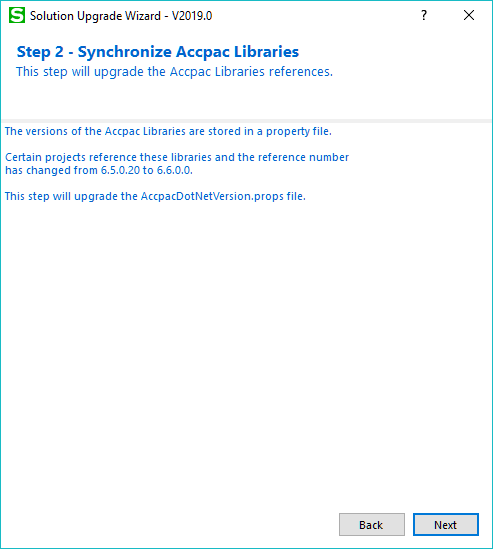 S Solution Upgrade Wizard - V2019.0 ?
Step 2 - Synchronize Accpac Libraries
This step will upgrade the Accpac Libraries references.
The versions of the Accpac Libraries are stored in a property file.
Certain projects reference these libraries and the reference number
has changed from 6.5.0.20 to 6.6.0.0.
This step will upgrade the AccpacDotNetVersion.props file.
Back Next